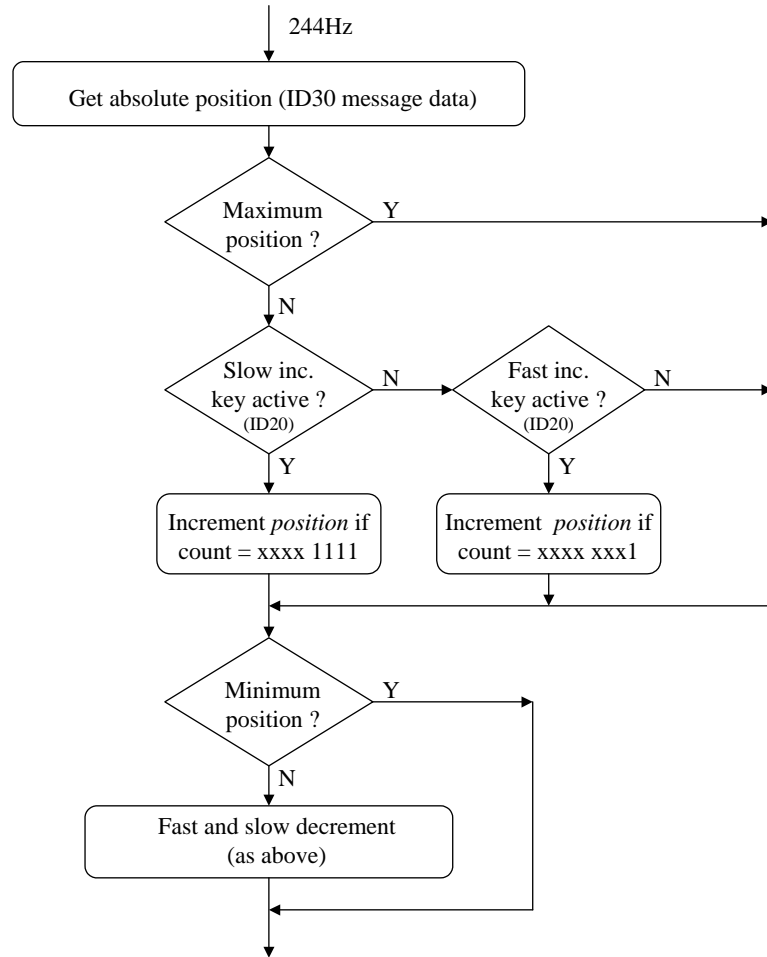 244Hz
Get absolute position (ID30 message data)
Maximum
position ?
Y
N
Slow inc.
key active ?
(ID20)
N
Fast inc.
key active ?
(ID20)
N
Y
Y
Increment position if
count = xxxx 1111
Increment position if
count = xxxx xxx1
Minimum
position ?
Y
N
Fast and slow decrement
(as above)